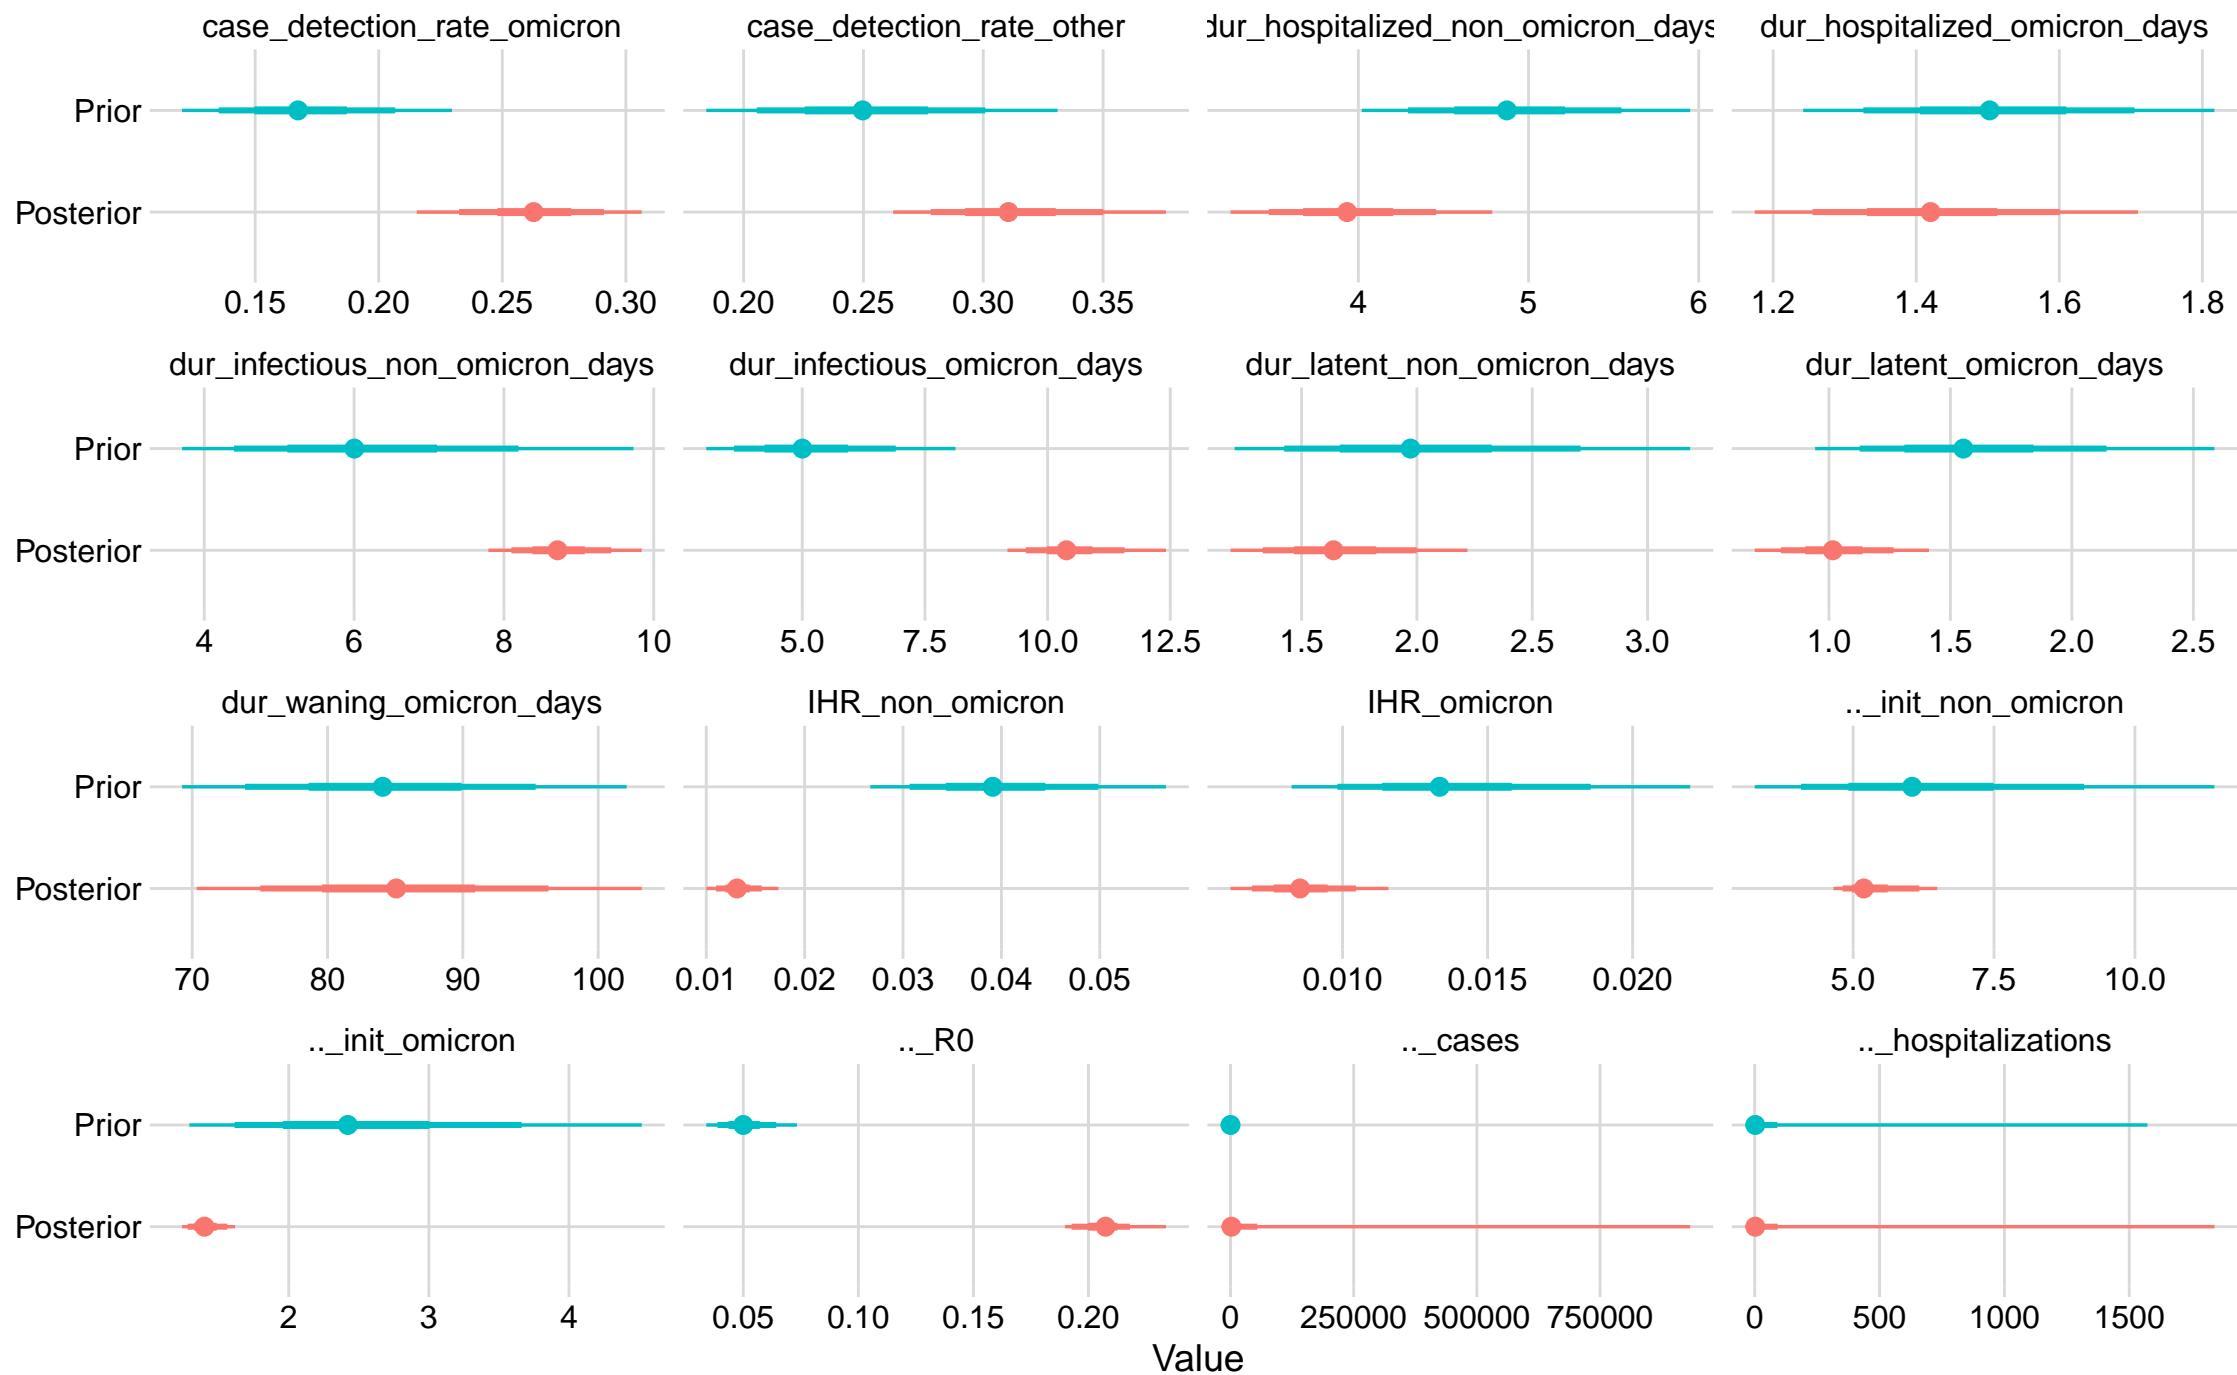 case_detection_rate_omicron case_detection_rate_other dur_hospitalized_non_omicron_days dur_hospitalized_omicron_days
Prior
Posterior
0.15 0.20 0.25 0.30 0.20 0.25 0.30 0.35 4 5 6 1.2 1.4 1.6 1.8
dur_infectious_non_omicron_days dur_infectious_omicron_days dur_latent_non_omicron_days dur_latent_omicron_days
Prior
Posterior
4 6 8 10 5.0 7.5 10.0 12.5 1.5 2.0 2.5 3.0 1.0 1.5 2.0 2.5
dur_waning_omicron_days IHR_non_omicron IHR_omicron .._init_non_omicron
Prior
Posterior
70 80 90 100 0.01 0.02 0.03 0.04 0.05 0.010 0.015 0.020 5.0 7.5 10.0
.._init_omicron .._R0 .._cases .._hospitalizations
Prior
Posterior
2 3 4 0.05 0.10 0.15 0.20 0 250000 500000 750000 0 500 1000 1500
Value